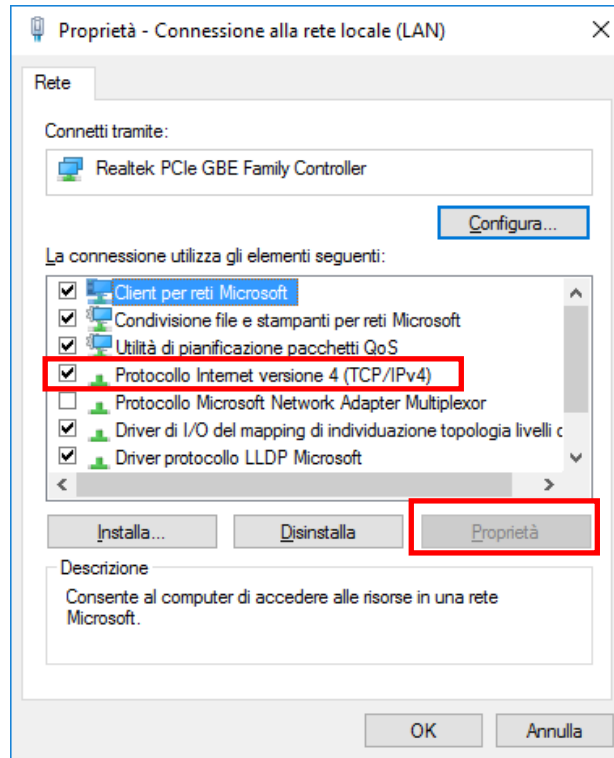 Proprietà - Connessione alla rete locale (LAN)
Rete
Connetti tramite:
Realtek PCIe GBE Family Controller
Configura...
La connessione utilizza gli elementi seguenti:
Client per reti Microsoft
Condivisione file e stampanti per reti Microsoft
Utilità di pianificazione pacchetti QoS
Protocollo Internet versione 4 (TCP/IPv4)
Protocollo Microsoft Network Adapter Multiplexor
Driver di I/O del mapping di individuazione topologia livelli
Driver protocollo LLDP Microsoft
Installa...
Disinstalla
Proprietà
Descrizione
Consente al computer di accedere alle risorse in una rete
Microsoft.
OK
Annulla